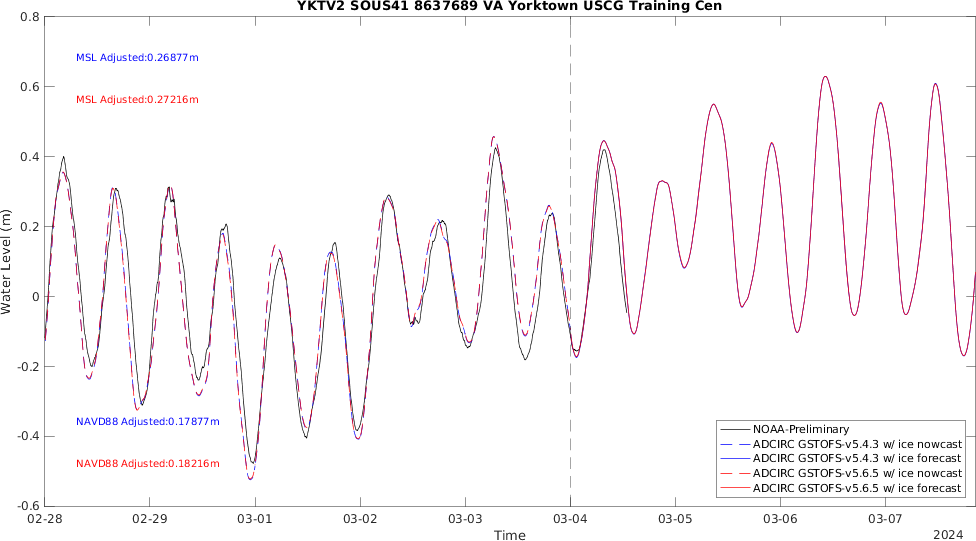 YKTV2 SOUS41 8637689 VA Yorktown USCG Training Cen
0.8
0.6
0.4
0.2
0
-0.2
-0.4
-0.6
Water Level (m)
MSL Adjusted:0.26877m
MSL Adjusted:0.27216m
NAVD88 Adjusted:0.17877m
NAVD88 Adjusted:0.18216m
NOAA-Preliminary
ADCIRC GSTOFS-v5.4.3 w/ ice nowcast
ADCIRC GSTOFS-v5.4.3 w/ ice forecast
ADCIRC GSTOFS-v5.6.5 w/ ice nowcast
ADCIRC GSTOFS-v5.6.5 w/ ice forecast
02-28 02-29 03-01 03-02 03-03 03-04 03-05 03-06 03-07
Time
2024